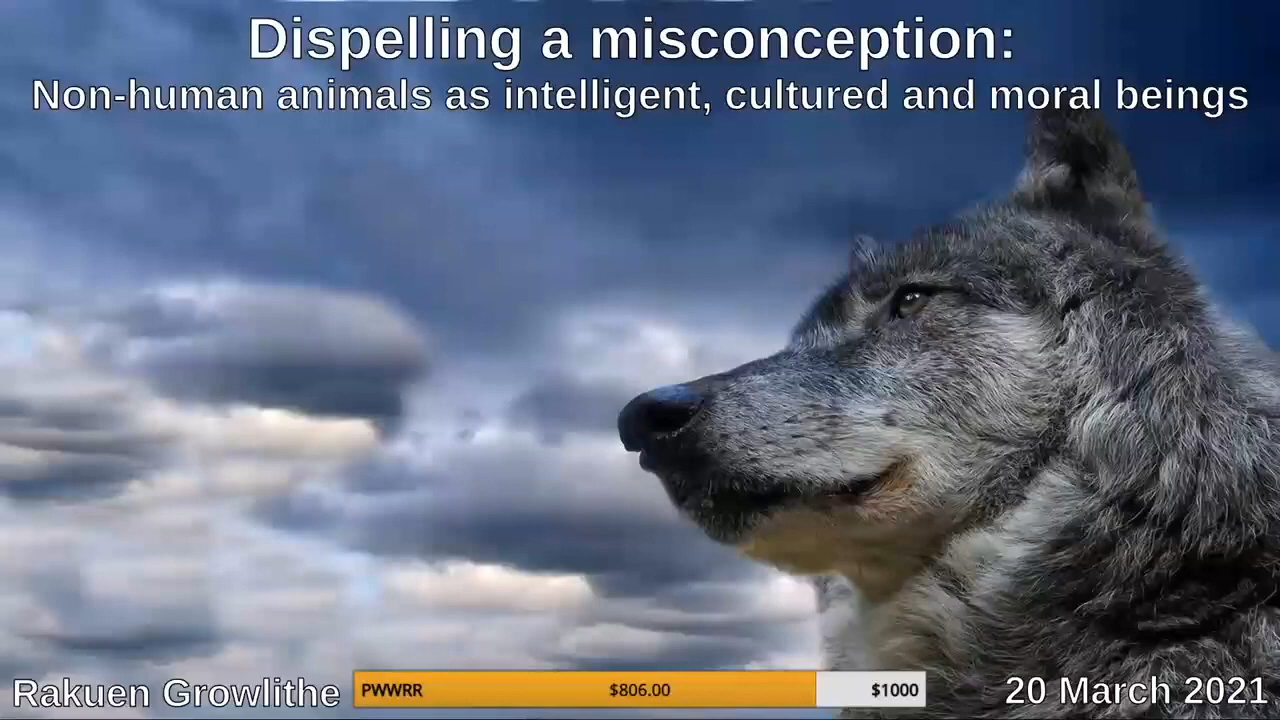 Dispelling a misconception:
Non-human animals as intelligent, cultured and moral beings
Rakuen Growlithe
PWWRR $806.00 $1000
20 March 2021